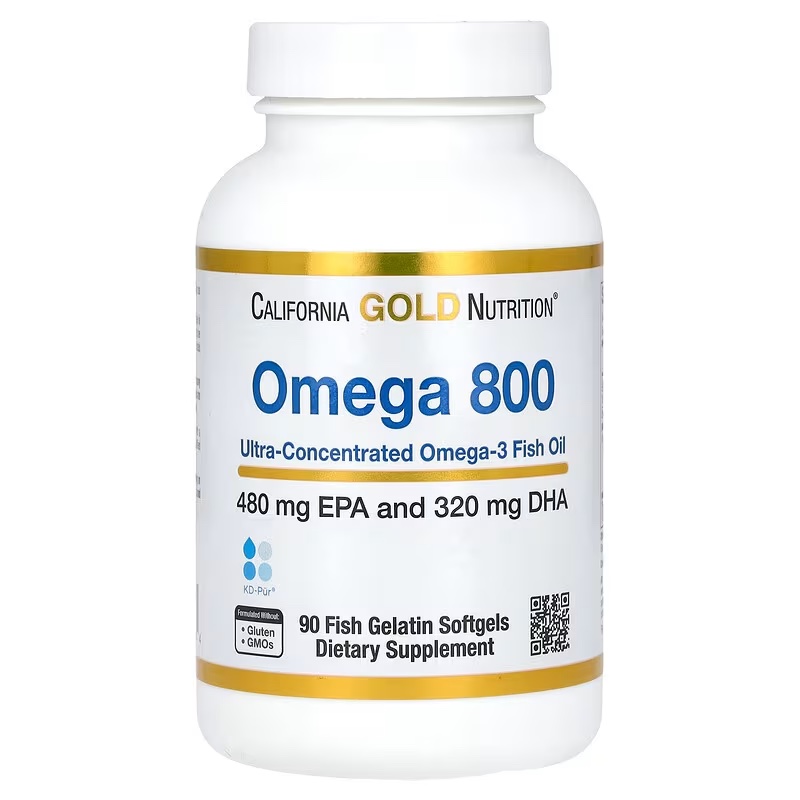 CALIFORNIA GOLD NUTRITION®
Omega 800
Ultra-Concentrated Omega-3 Fish Oil
480 mg EPA and 320 mg DHA
KD-Pür®
Formulated Without:
• Gluten
• GMOs
90 Fish Gelatin Softgels
Dietary Supplement